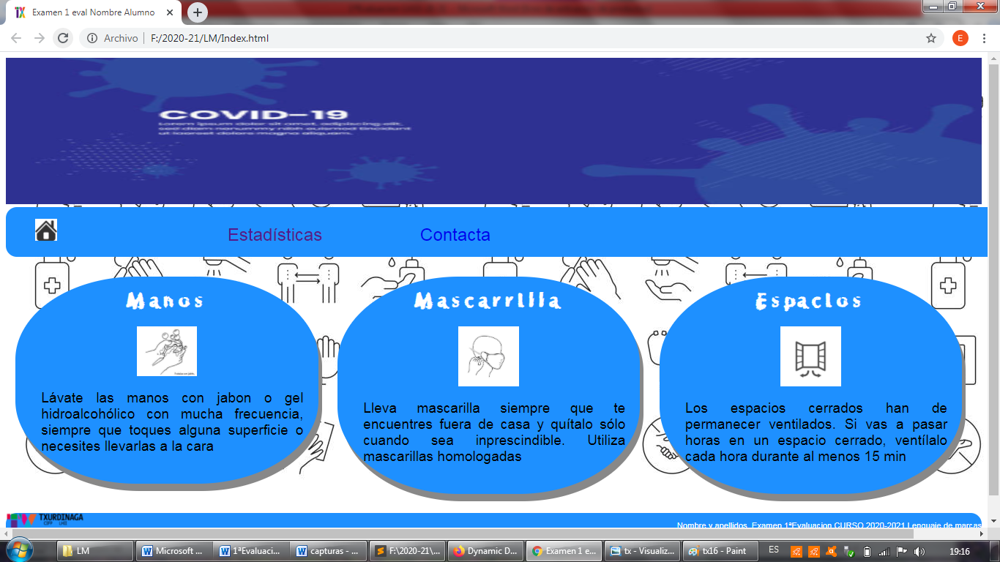 Examen 1 eval Nombre Alumno
Archivo F:/2020-21/LM/Index.html
E
COVID-19
Lorem ipsum dolor sit amet, adipiscing elit,
sed diam nonummy nibh euismod tincidunt
ut laoreet dolore magna aliquam.
Estadísticas Contacta
Manos
Lávate las manos con jabon o gel
hidroalcohólico con mucha frecuencia,
siempre que toques alguna superficie o
necesites llevarlas a la cara
Mascarrilla
Lleva mascarilla siempre que te
encuentres fuera de casa y quítalo sólo
cuando sea inprescindible. Utiliza
mascarillas homologadas
Espacios
Los espacios cerrados han de
permanecer ventilados. Si vas a pasar
horas en un espacio cerrado, ventílalo
cada hora durante al menos 15 min
TXURDINAGA
CIFP LHII
Nombre y apellidos. Examen 1ªEvaluacion CURSO 2020-2021 Lenguaje de marcas
LM
Microsoft ...
1ªEvaluaci...
capturas - ...
F:\2020-21\...
Dynamic D...
Examen 1 e...
tx - Visualiz...
tx16 - Paint
ES
19:16